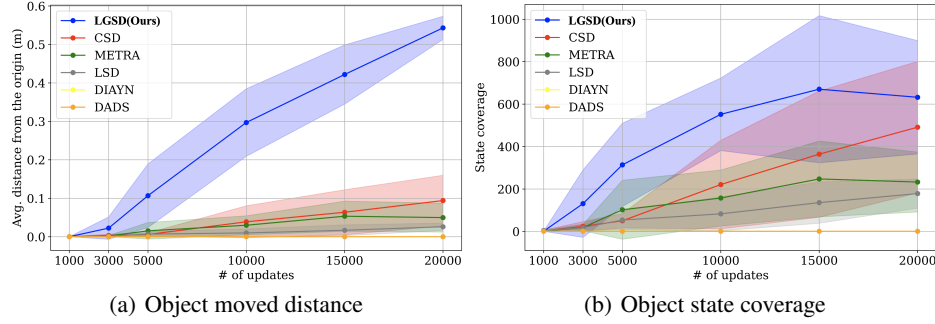 LGSD(Ours)
CSD
METRA
LSD
DIAYN
DADS
Avg. distance from the origin (m)
0.6
0.5
0.4
0.3
0.2
0.1
0.0
1000 3000 5000 10000 15000 20000
# of updates
(a) Object moved distance
LGSD(Ours)
CSD
METRA
LSD
DIAYN
DADS
State coverage
1000
800
600
400
200
0
1000 3000 5000 10000 15000 20000
# of updates
(b) Object state coverage